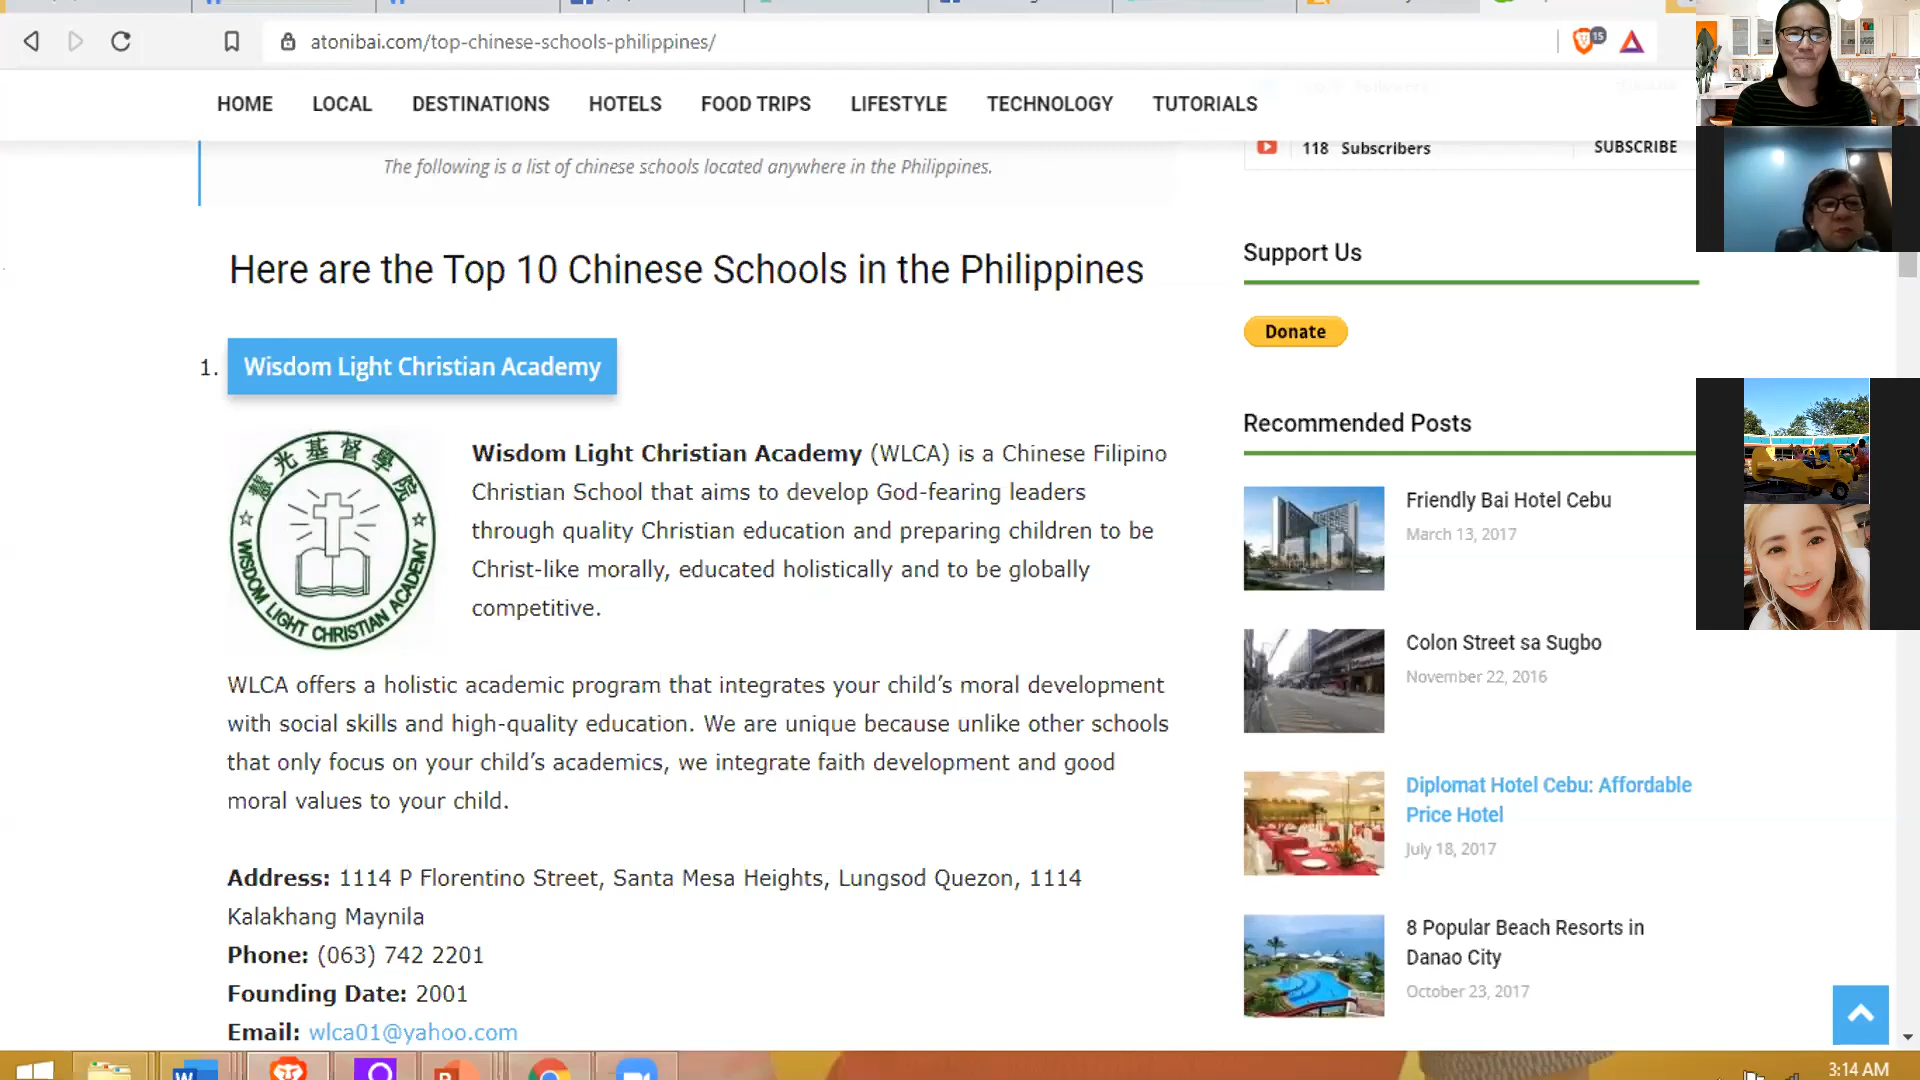 atonibai.com/top-chinese-schools-philippines/
15
HOME LOCAL DESTINATIONS HOTELS FOOD TRIPS LIFESTYLE TECHNOLOGY TUTORIALS
The following is a list of chinese schools located anywhere in the Philippines.
118 Subscribers SUBSCRIBE
Here are the Top 10 Chinese Schools in the Philippines
1. Wisdom Light Christian Academy
慧光基督學院
WISDOM LIGHT CHRISTIAN ACADEMY
Wisdom Light Christian Academy (WLCA) is a Chinese Filipino
Christian School that aims to develop God-fearing leaders
through quality Christian education and preparing children to be
Christ-like morally, educated holistically and to be globally
competitive.
WLCA offers a holistic academic program that integrates your child’s moral development
with social skills and high-quality education. We are unique because unlike other schools
that only focus on your child’s academics, we integrate faith development and good
moral values to your child.
Address: 1114 P Florentino Street, Santa Mesa Heights, Lungsod Quezon, 1114
Kalakhang Maynila
Phone: (063) 742 2201
Founding Date: 2001
Email: wlca01@yahoo.com
Support Us
Donate
Recommended Posts
Friendly Bai Hotel Cebu
March 13, 2017
Colon Street sa Sugbo
November 22, 2016
Diplomat Hotel Cebu: Affordable
Price Hotel
July 18, 2017
8 Popular Beach Resorts in
Danao City
October 23, 2017
3:14 AM